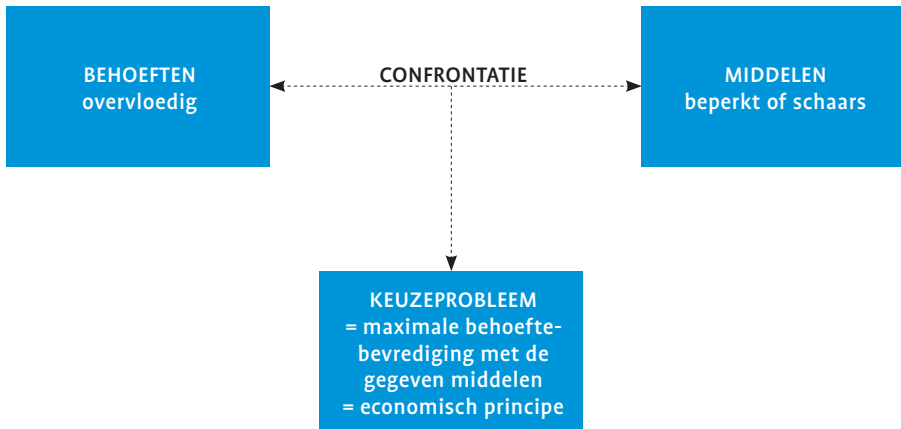 BEHOEFTEN
overvloedig
CONFRONTATIE
MIDDELEN
beperkt of schaars
KEUZEPROBLEEM
= maximale behoefte-
bevrediging met de
gegeven middelen
= economisch principe